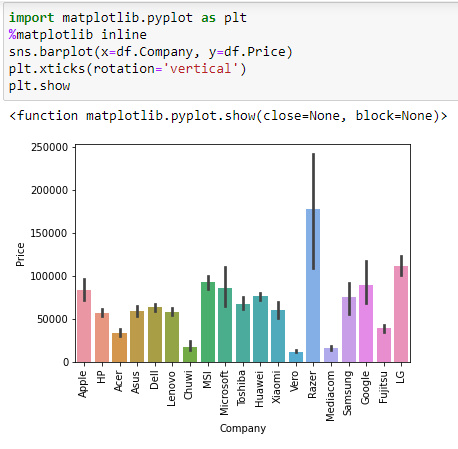 import matplotlib.pyplot as plt
%matplotlib inline
sns.barplot(x=df.Company, y=df.Price)
plt.xticks(rotation='vertical')
plt.show
<function matplotlib.pyplot.show(close=None, block=None)>
250000
200000
150000
100000
50000
0
Price
Apple
HP
Acer
Asus
Dell
Lenovo
Chuwi
MSI
Microsoft
Toshiba
Huawei
Xiaomi
Vero
Razer
Mediacom
Samsung
Google
Fujitsu
LG
Company